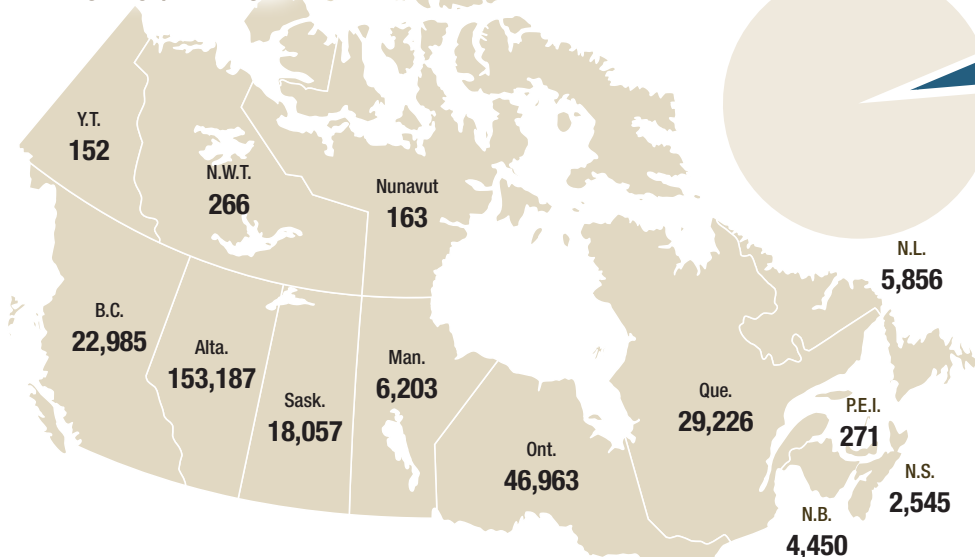 Y.T.
152
N.W.T.
266
Nunavut
163
N.L.
5,856
B.C.
22,985
Alta.
153,187
Sask.
18,057
Man.
6,203
Ont.
46,963
Que.
29,226
P.E.I.
271
N.S.
2,545
N.B.
4,450